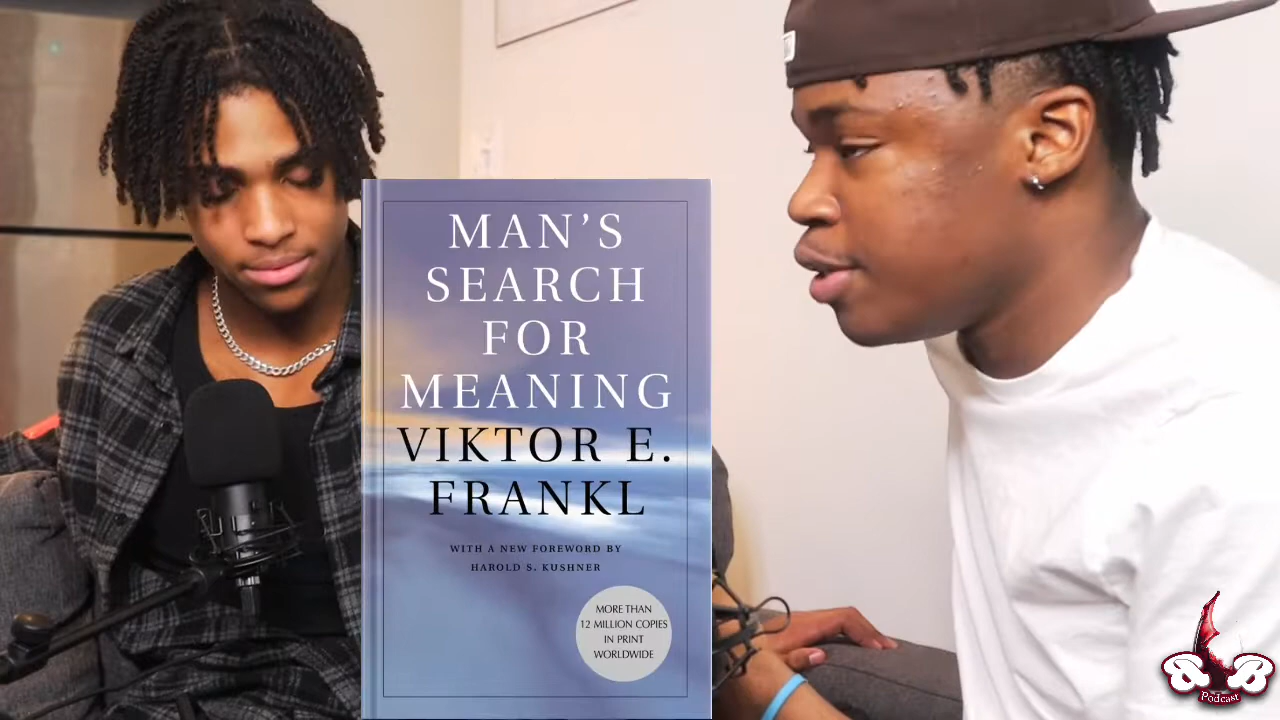 MAN'S
SEARCH
FOR
MEANING
VIKTOR E.
FRANKL
WITH A NEW FOREWORD BY
HAROLD S. KUSHNER
MORE THAN
12 MILLION COPIES
IN PRINT
WORLDWIDE
Podcast